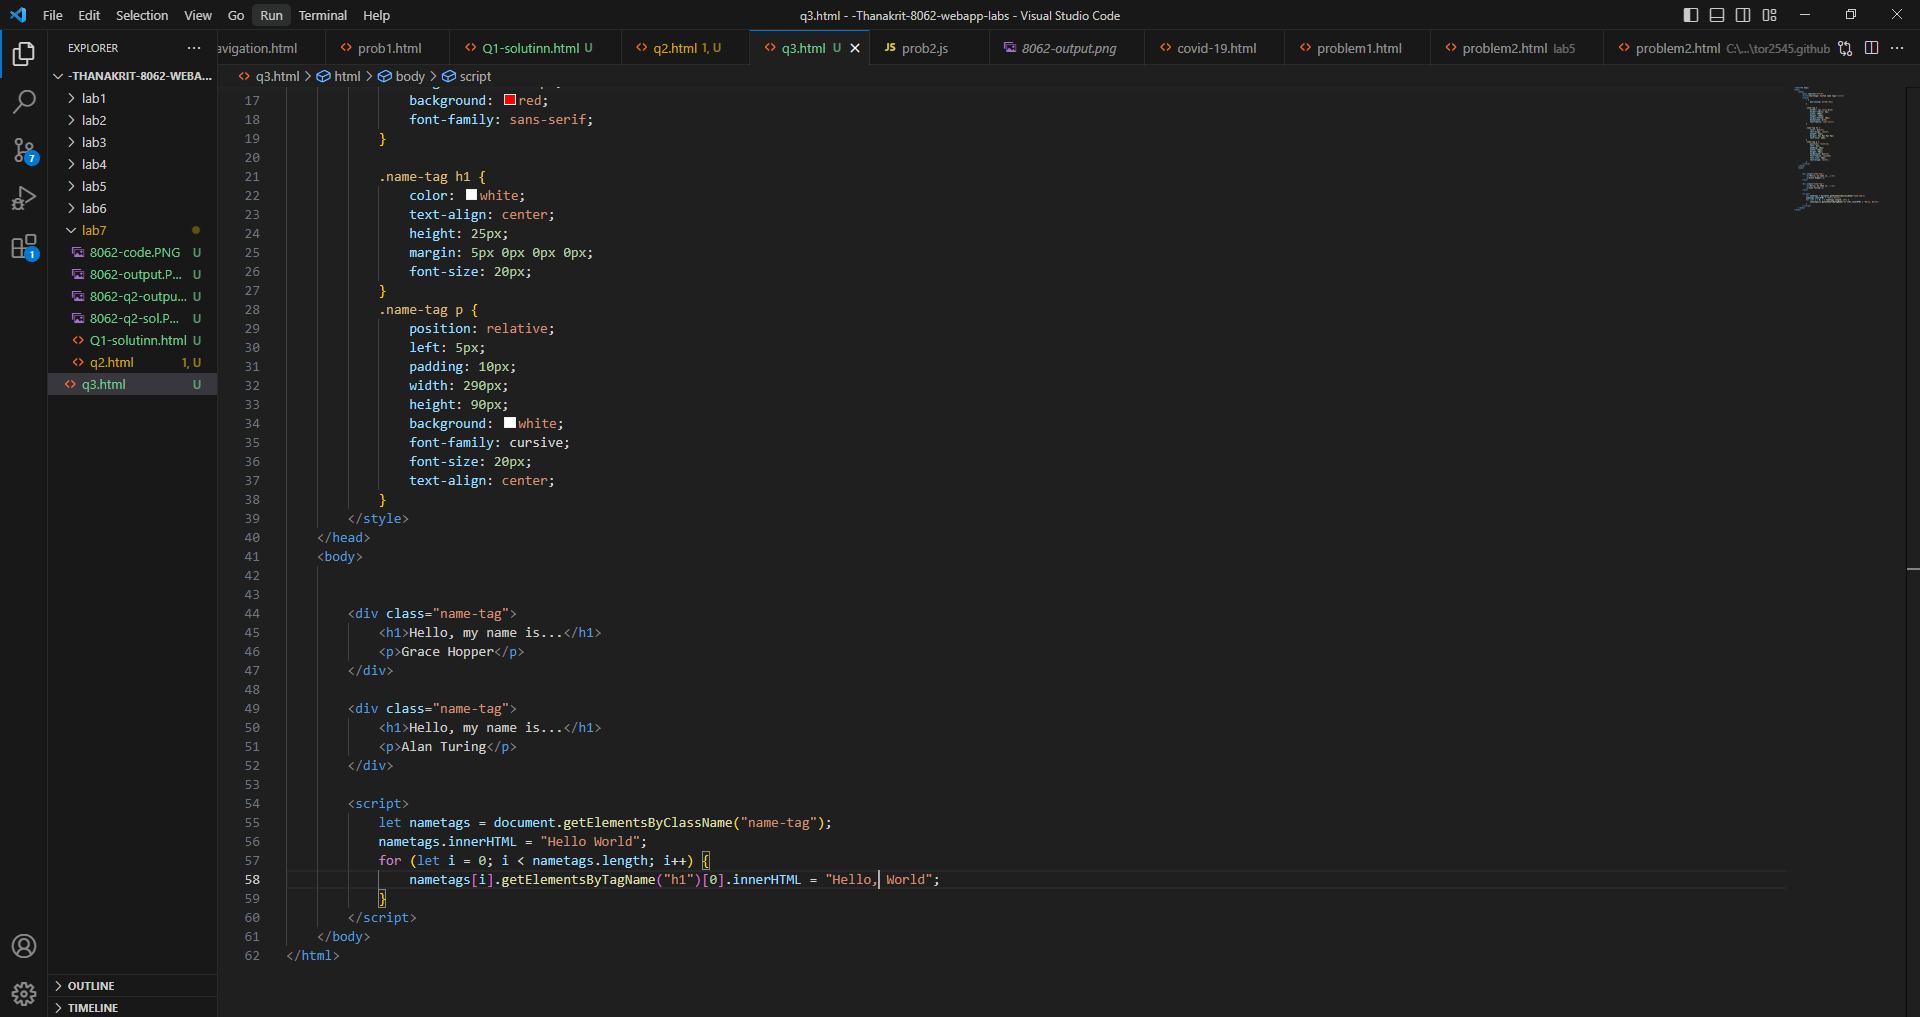 File Edit Selection View Go Run Terminal Help
q3.html - -Thanakrit-8062-webapp-labs - Visual Studio Code
EXPLORER
avigation.html
prob1.html
Q1-solutinn.html U
q2.html 1, U
q3.html U
JS prob2.js
8062-output.png
covid-19.html
problem1.html
problem2.html lab5
problem2.html C:\...\tor2545.github
-THANAKRIT-8062-WEBA...
q3.html > html > body > script
lab1
lab2
lab3
lab4
lab5
lab6
lab7
8062-code.PNG U
8062-output.P... U
8062-q2-outpu... U
8062-q2-sol.P... U
Q1-solutinn.html U
q2.html 1, U
q3.html U
7
1
OUTLINE
TIMELINE
17 background: red;
18 font-family: sans-serif;
19 }
20
21 .name-tag h1 {
22 color: white;
23 text-align: center;
24 height: 25px;
25 margin: 5px 0px 0px 0px;
26 font-size: 20px;
27 }
28 .name-tag p {
29 position: relative;
30 left: 5px;
31 padding: 10px;
32 width: 290px;
33 height: 90px;
34 background: white;
35 font-family: cursive;
36 font-size: 20px;
37 text-align: center;
38 }
39 </style>
40 </head>
41 <body>
42
43
44 <div class="name-tag">
45 <h1>Hello, my name is...</h1>
46 <p>Grace Hopper</p>
47 </div>
48
49 <div class="name-tag">
50 <h1>Hello, my name is...</h1>
51 <p>Alan Turing</p>
52 </div>
53
54 <script>
55 let nametags = document.getElementsByClassName("name-tag");
56 nametags.innerHTML = "Hello World";
57 for (let i = 0; i < nametags.length; i++) {
58 nametags[i].getElementsByTagName("h1")[0].innerHTML = "Hello, World";
59 }
60 </script>
61 </body>
62 </html>